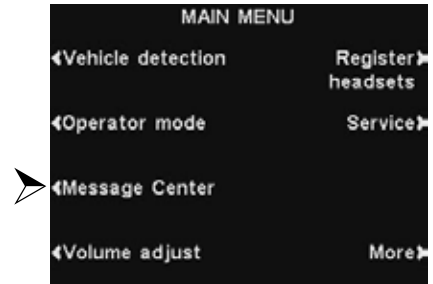 MAIN MENU
Vehicle detection
Register
headsets
Operator mode
Service
Message Center
Volume adjust
More